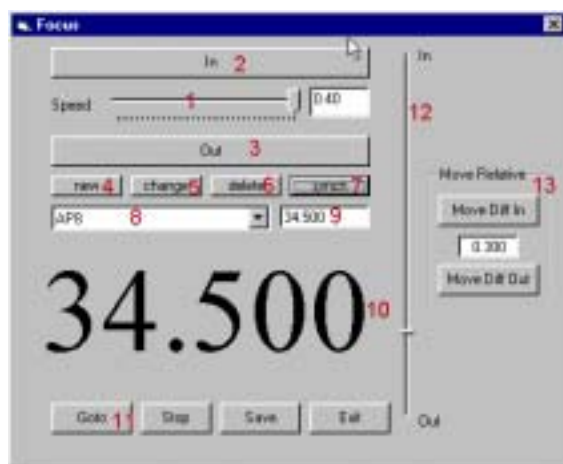 Focus
In 2
In
Speed 1 0.40
12
Out 3
new 4 change 5 delete 6 7
Move Relative 13
AP8 8 34.500 9
Move Diff In
0.300
Move Diff Out
34.500 10
Goto 11 Stop Save Exit
Out